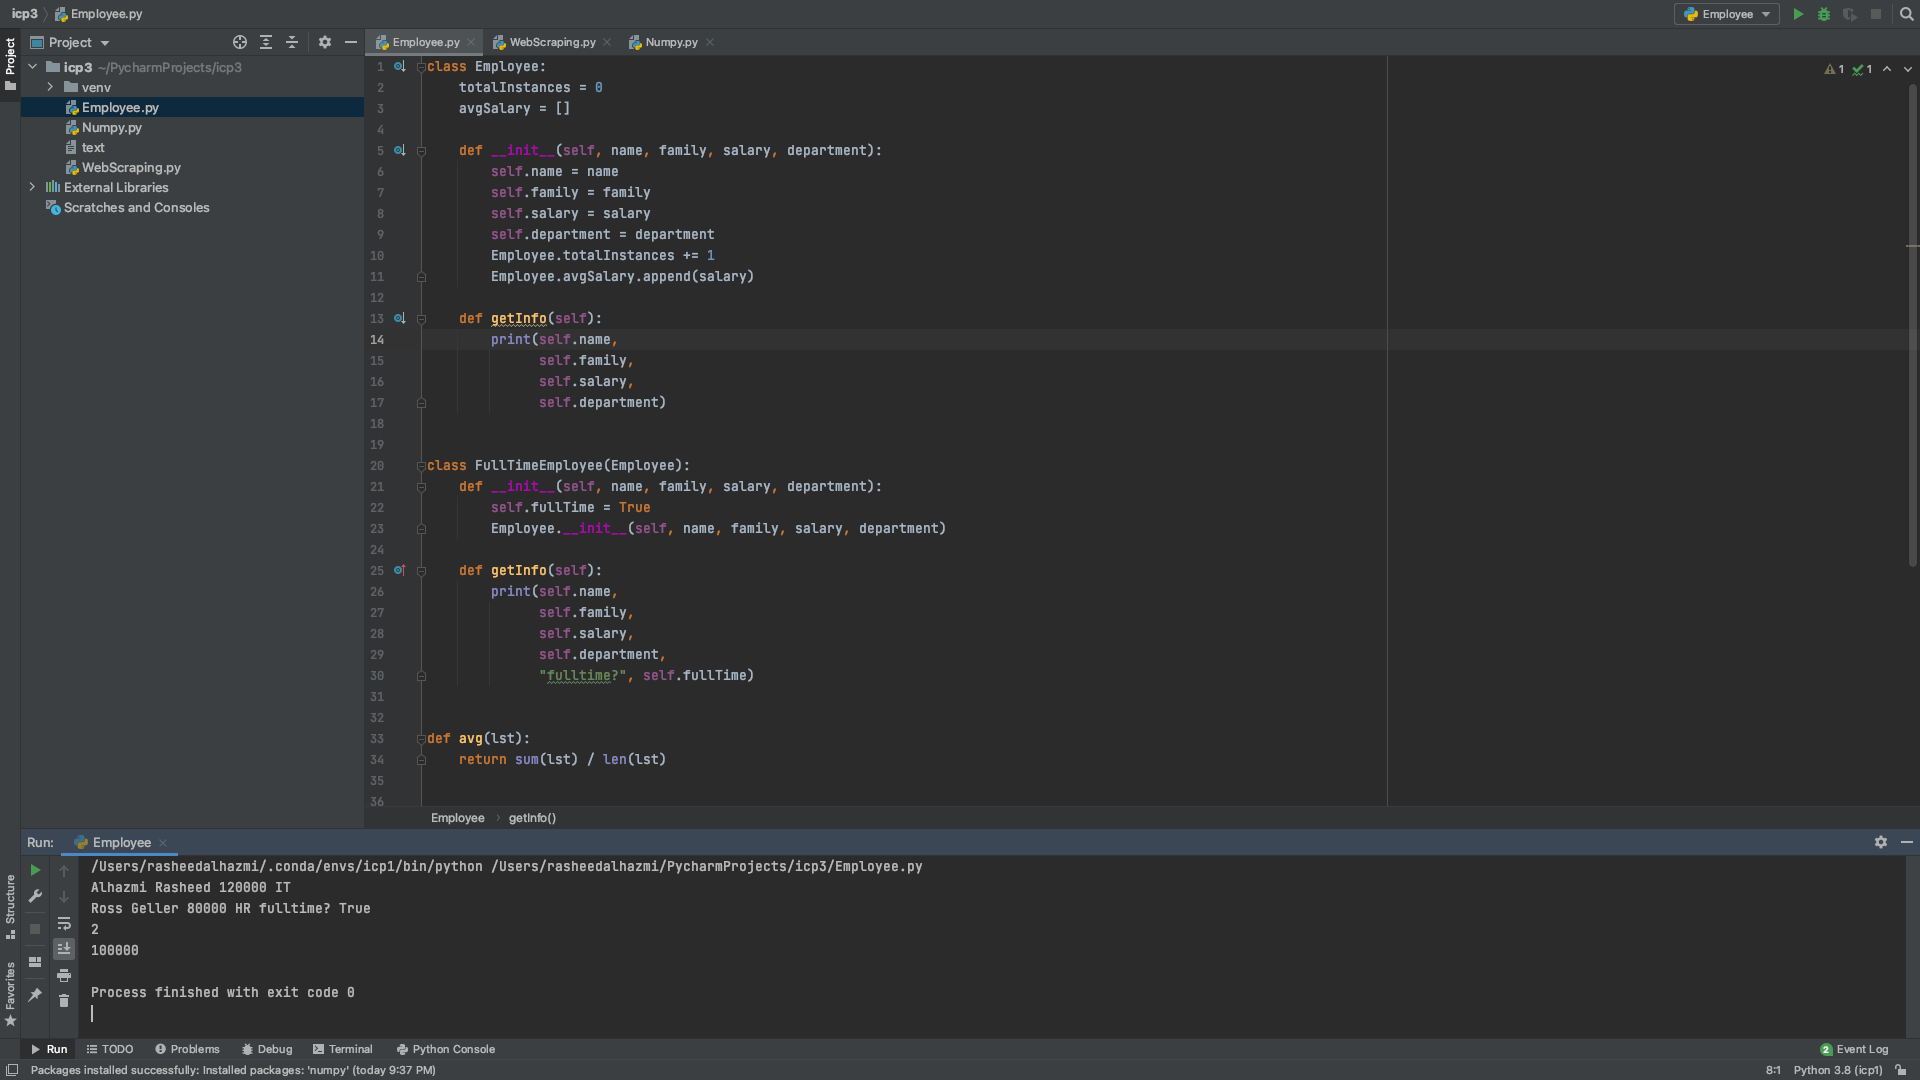 icp3 Employee.py
Employee
Project
Project
Employee.py
WebScraping.py
Numpy.py
icp3 ~/PycharmProjects/icp3
venv
Employee.py
Numpy.py
text
WebScraping.py
External Libraries
Scratches and Consoles
1 class Employee:
2 totalInstances = 0
3 avgSalary = []
4
5 def __init__(self, name, family, salary, department):
6 self.name = name
7 self.family = family
8 self.salary = salary
9 self.department = department
10 Employee.totalInstances += 1
11 Employee.avgSalary.append(salary)
12
13 def getInfo(self):
14 print(self.name,
15 self.family,
16 self.salary,
17 self.department)
18
19
20 class FullTimeEmployee(Employee):
21 def __init__(self, name, family, salary, department):
22 self.fullTime = True
23 Employee.__init__(self, name, family, salary, department)
24
25 def getInfo(self):
26 print(self.name,
27 self.family,
28 self.salary,
29 self.department,
30 "fulltime?", self.fullTime)
31
32
33 def avg(lst):
34 return sum(lst) / len(lst)
35
36
1 1
Employee getInfo()
Run: Employee
/Users/rasheedalhazmi/.conda/envs/icp1/bin/python /Users/rasheedalhazmi/PycharmProjects/icp3/Employee.py
Alhazmi Rasheed 120000 IT
Ross Geller 80000 HR fulltime? True
2
100000
Process finished with exit code 0
Structure
Favorites
Run TODO Problems Debug Terminal Python Console
2 Event Log
Packages installed successfully: Installed packages: 'numpy' (today 9:37 PM)
8:1 Python 3.8 (icp1)